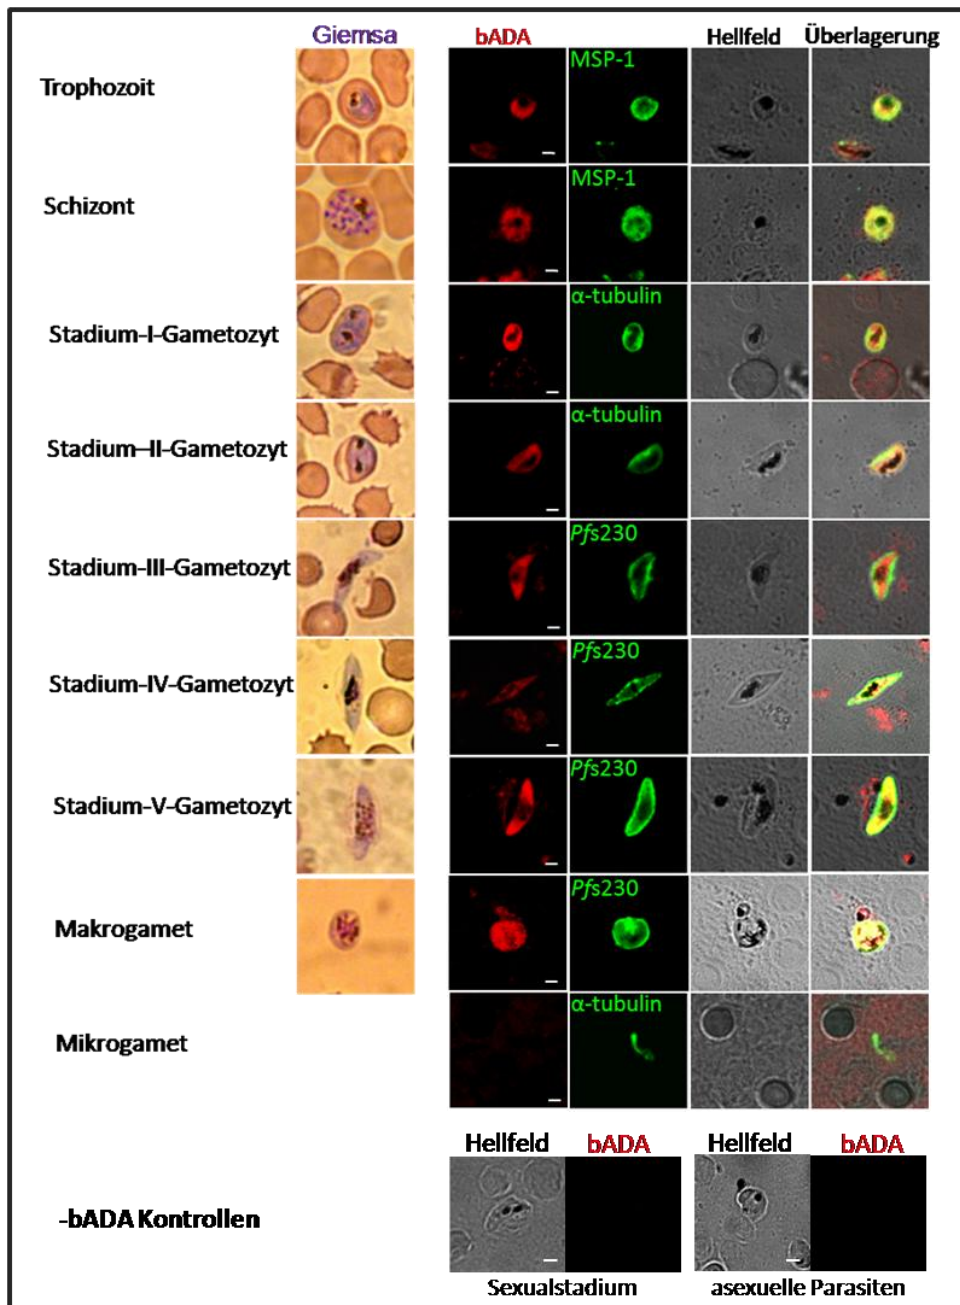 Giemsa bADA Hellfeld Überlagerung
Trophozoit MSP-1
Schizont MSP-1
Stadium-I-Gametozyt α-tubulin
Stadium–II-Gametozyt α-tubulin
Stadium-III-Gametozyt Pfs230
Stadium-IV-Gametozyt Pfs230
Stadium-V-Gametozyt Pfs230
Makrogamet Pfs230
Mikrogamet α-tubulin
Hellfeld bADA Hellfeld bADA
-bADA Kontrollen
Sexualstadium asexuelle Parasiten